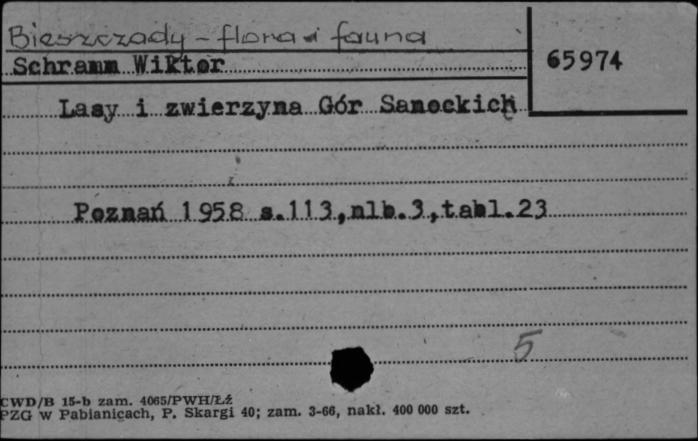 Bieszczady - flora i fauna
Schramm Wiktor
65974
Lasy i zwierzyna Gór Sanockich
Poznań 1958 s.113,nlb.3,tabl.23
5
CWD/B 15-b zam. 4065/PWH/Łź
PZG w Pabianicach, P. Skargi 40; zam. 3-66, nakł. 400 000 szt.